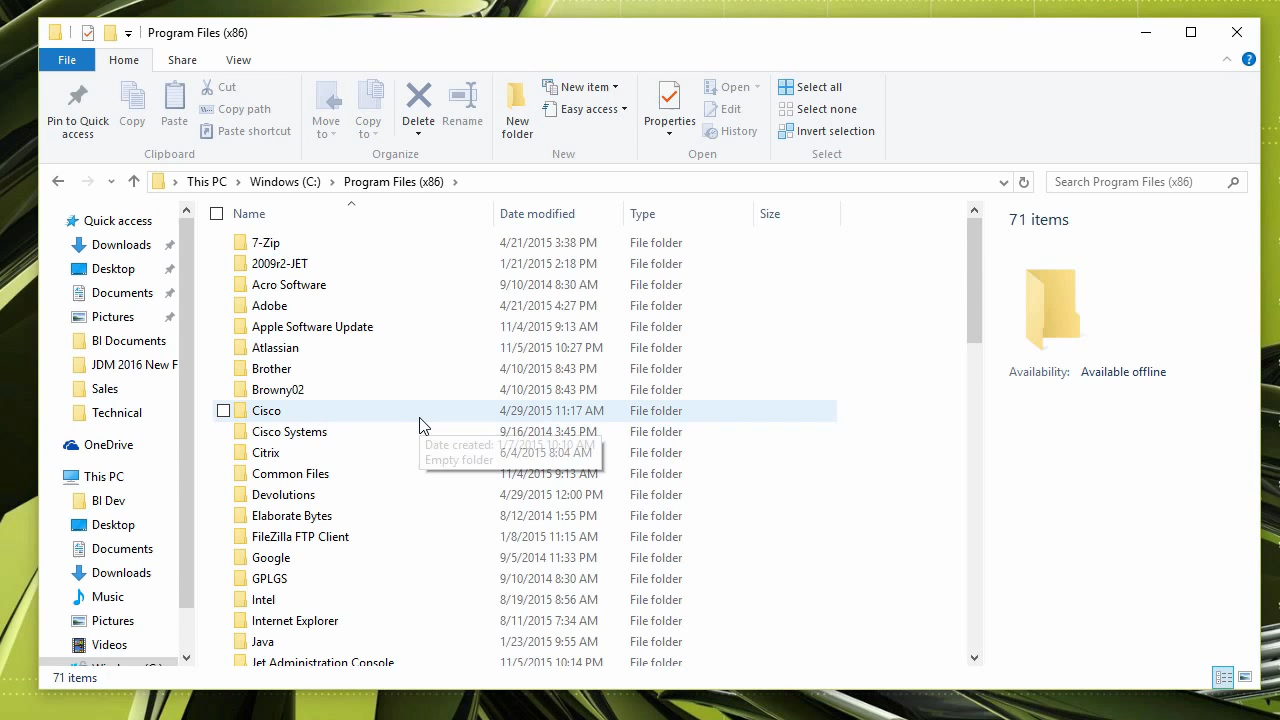 Program Files (x86)
File Home Share View
Pin to Quick access
Copy
Paste
Cut
Copy path
Paste shortcut
Clipboard
Move to
Copy to
Delete
Rename
Organize
New folder
New item
Easy access
New
Properties
Open
Edit
History
Open
Select all
Select none
Invert selection
Select
This PC Windows (C:) Program Files (x86)
Search Program Files (x86)
Quick access
Downloads
Desktop
Documents
Pictures
BI Documents
JDM 2016 New F
Sales
Technical
OneDrive
This PC
BI Dev
Desktop
Documents
Downloads
Music
Pictures
Videos
Windows (C:)
Name Date modified Type Size
7-Zip 4/21/2015 3:38 PM File folder
2009r2-JET 1/21/2015 2:18 PM File folder
Acro Software 9/10/2014 8:30 AM File folder
Adobe 4/21/2015 4:27 PM File folder
Apple Software Update 11/4/2015 9:13 AM File folder
Atlassian 11/5/2015 10:27 PM File folder
Brother 4/10/2015 8:43 PM File folder
Browny02 4/10/2015 8:43 PM File folder
Cisco 4/29/2015 11:17 AM File folder
Cisco Systems 9/16/2014 3:45 PM File folder
Date created: 1/7/2015 10:10 AM
Empty folder
Citrix 6/4/2015 8:04 AM File folder
Common Files 11/4/2015 9:13 AM File folder
Devolutions 4/29/2015 12:00 PM File folder
Elaborate Bytes 8/12/2014 1:55 PM File folder
FileZilla FTP Client 1/8/2015 11:15 AM File folder
Google 9/5/2014 11:33 PM File folder
GPLGS 9/10/2014 8:30 AM File folder
Intel 8/19/2015 8:56 AM File folder
Internet Explorer 8/11/2015 7:34 AM File folder
Java 1/23/2015 9:55 AM File folder
Jet Administration Console 11/5/2015 10:14 PM File folder
71 items
Availability: Available offline
71 items